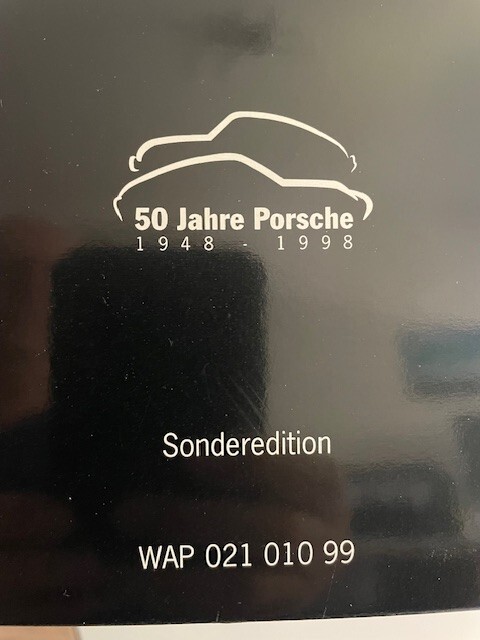 50 Jahre Porsche
1948 - 1998
Sonderedition
WAP 021 010 99